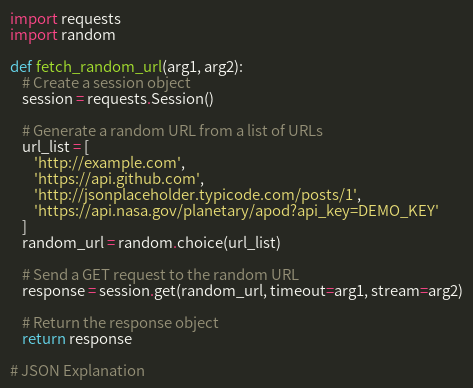 import requests
import random
def fetch_random_url(arg1, arg2):
# Create a session object
session = requests.Session()
# Generate a random URL from a list of URLs
url_list = [
'http://example.com',
'https://api.github.com',
'http://jsonplaceholder.typicode.com/posts/1',
'https://api.nasa.gov/planetary/apod?api_key=DEMO_KEY'
]
random_url = random.choice(url_list)
# Send a GET request to the random URL
response = session.get(random_url, timeout=arg1, stream=arg2)
# Return the response object
return response
# JSON Explanation